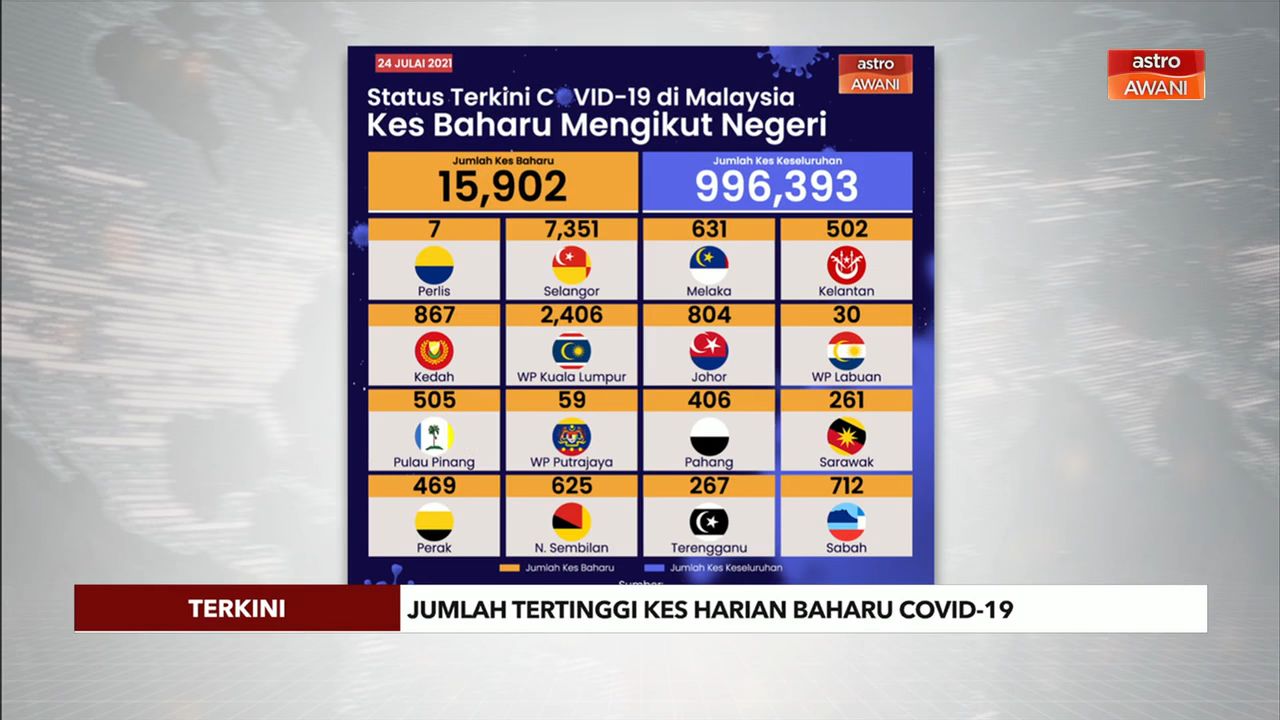 24 JULAI 2021
astro
AWANI
astro
AWANI
Status Terkini COVID-19 di Malaysia
Kes Baharu Mengikut Negeri
Jumlah Kes Baharu
15,902
Jumlah Kes Keseluruhan
996,393
7
Perlis
7,351
Selangor
631
Melaka
502
Kelantan
867
Kedah
2,406
WP Kuala Lumpur
804
Johor
30
WP Labuan
505
Pulau Pinang
59
WP Putrajaya
406
Pahang
261
Sarawak
469
Perak
625
N. Sembilan
267
Terengganu
712
Sabah
Jumlah Kes Baharu
Jumlah Kes Keseluruhan
Sumber:
TERKINI
JUMLAH TERTINGGI KES HARIAN BAHARU COVID-19